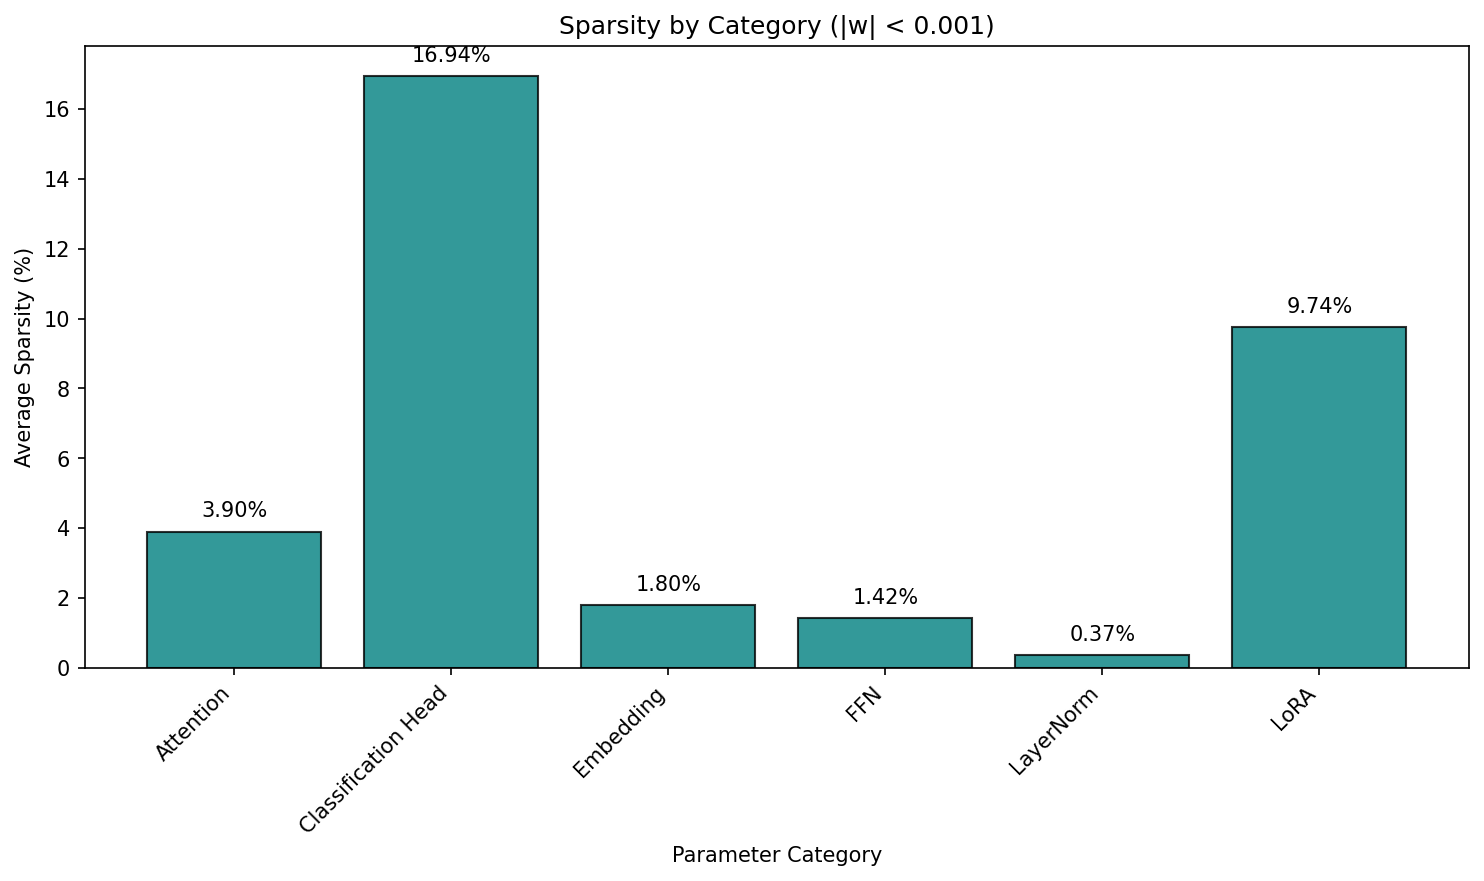 Sparsity by Category (|w| < 0.001)
Average Sparsity (%)
16
14
12
10
8
6
4
2
0
3.90%
16.94%
1.80%
1.42%
0.37%
9.74%
Attention
Classification Head
Embedding
FFN
LayerNorm
LoRA
Parameter Category